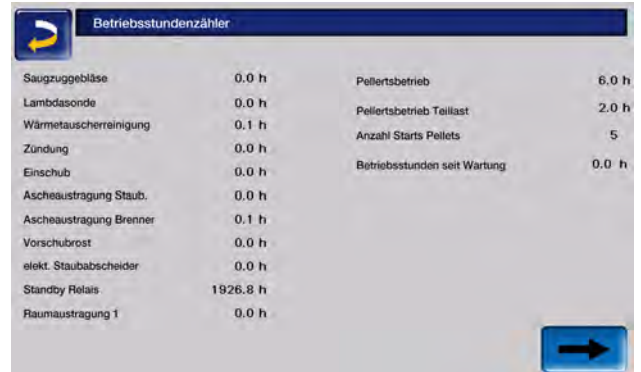 Betriebsstundenzähler
Saugzuggebläse 0.0 h
Lambdasonde 0.0 h
Wärmetauscherreinigung 0.1 h
Zündung 0.0 h
Einschub 0.0 h
Ascheaustragung Staub. 0.0 h
Ascheaustragung Brenner 0.1 h
Vorschubrost 0.0 h
elekt. Staubabscheider 0.0 h
Standby Relais 1926.8 h
Raumaustragung 1 0.0 h
Pellertsbetrieb 6.0 h
Pellertsbetrieb Teillast 2.0 h
Anzahl Starts Pellets 5
Betriebsstunden seit Wartung 0.0 h